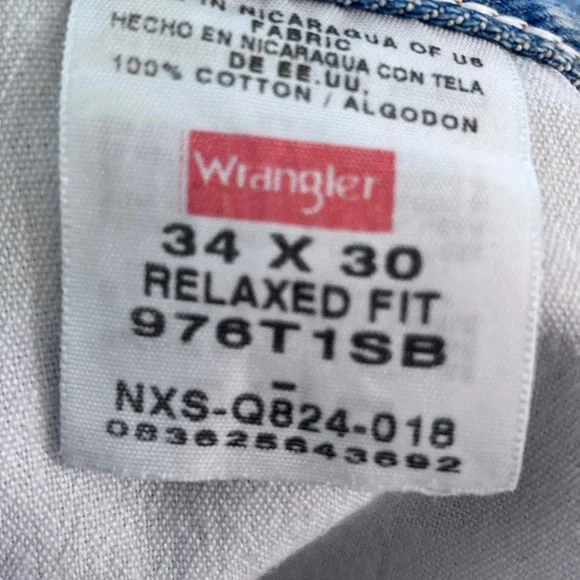 IN NICARAGUA OF US
FABRIC
HECHO EN NICARAGUA CON TELA
DE EE.UU.
100% COTTON / ALGODON
Wrangler
34 X 30
RELAXED FIT
976T1SB
NXS-Q824-018
083625643692